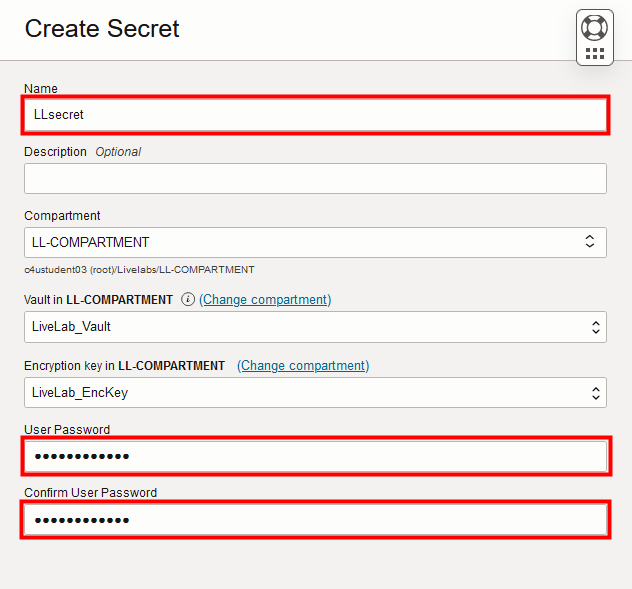 Create Secret
Name
LLsecret
Description Optional
Compartment
LL-COMPARTMENT
c4ustudent03 (root)/Livelabs/LL-COMPARTMENT
Vault in LL-COMPARTMENT i (Change compartment)
LiveLab_Vault
Encryption key in LL-COMPARTMENT (Change compartment)
LiveLab_EncKey
User Password
••••••••••••
Confirm User Password
••••••••••••